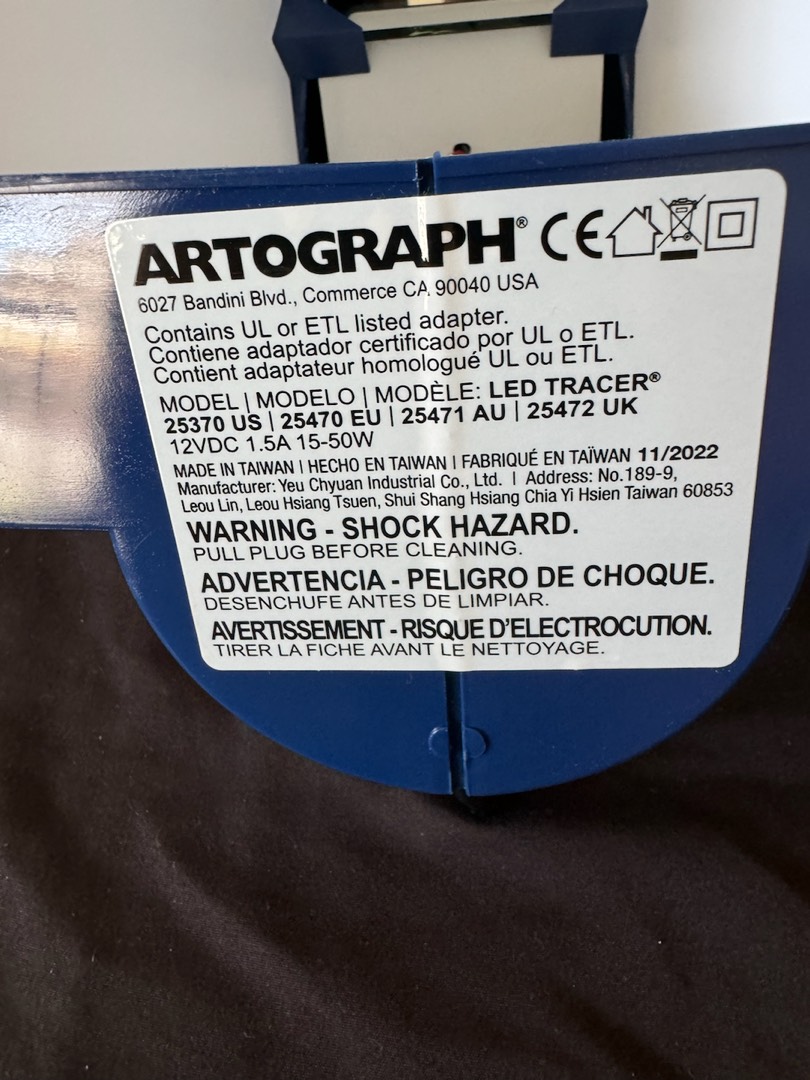 ARTOGRAPH® CE
6027 Bandini Blvd., Commerce CA 90040 USA
Contains UL or ETL listed adapter.
Contiene adaptador certificado por UL o ETL.
Contient adaptateur homologué UL ou ETL.
MODEL | MODELO | MODÈLE: LED TRACER®
25370 US | 25470 EU | 25471 AU | 25472 UK
12VDC 1.5A 15-50W
MADE IN TAIWAN | HECHO EN TAIWAN | FABRIQUÉ EN TAÏWAN 11/2022
Manufacturer: Yeu Chyuan Industrial Co., Ltd. | Address: No.189-9,
Leou Lin, Leou Hsiang Tsuen, Shui Shang Hsiang Chia Yi Hsien Taiwan 60853
WARNING - SHOCK HAZARD.
PULL PLUG BEFORE CLEANING.
ADVERTENCIA - PELIGRO DE CHOQUE.
DESENCHUFE ANTES DE LIMPIAR.
AVERTISSEMENT - RISQUE D'ELECTROCUTION.
TIRER LA FICHE AVANT LE NETTOYAGE.